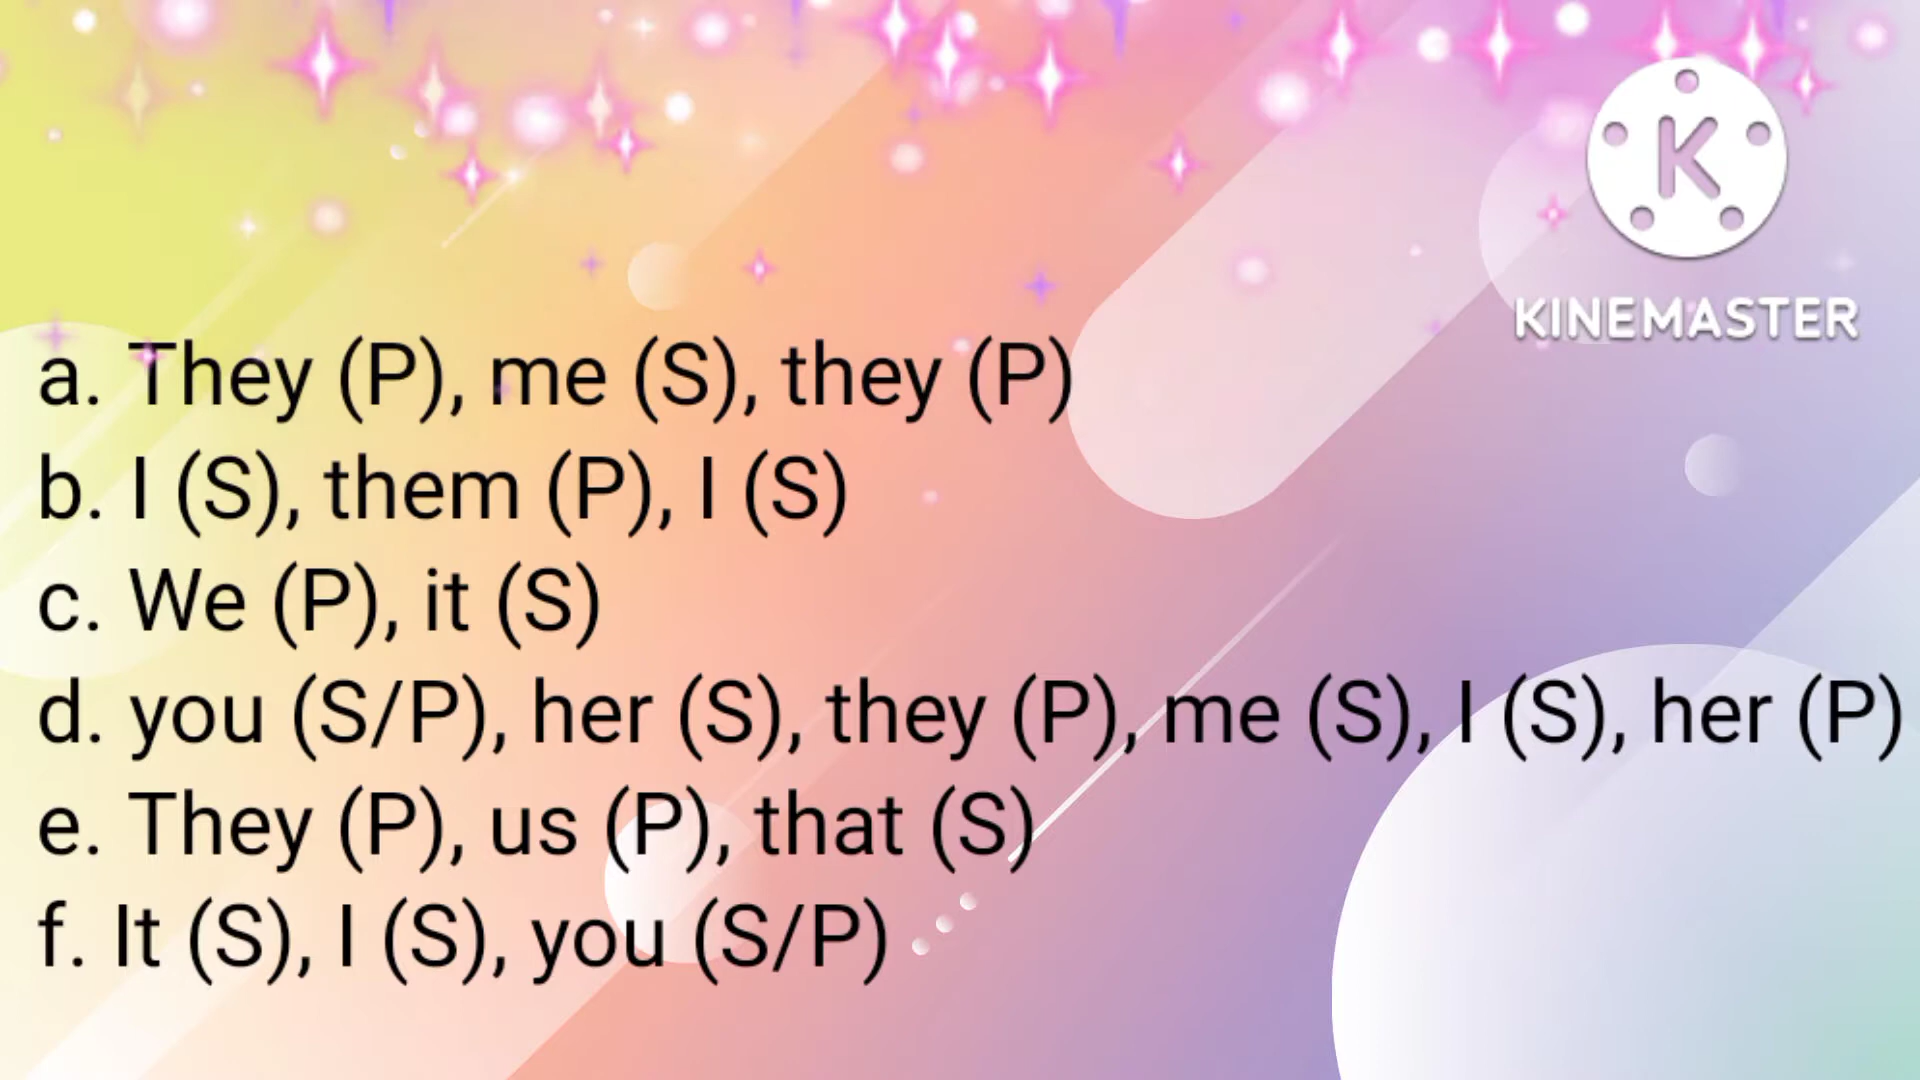 K
KINEMASTER
a. They (P), me (S), they (P)
b. I (S), them (P), I (S)
c. We (P), it (S)
d. you (S/P), her (S), they (P), me (S), I (S), her (P)
e. They (P), us (P), that (S)
f. It (S), I (S), you (S/P)